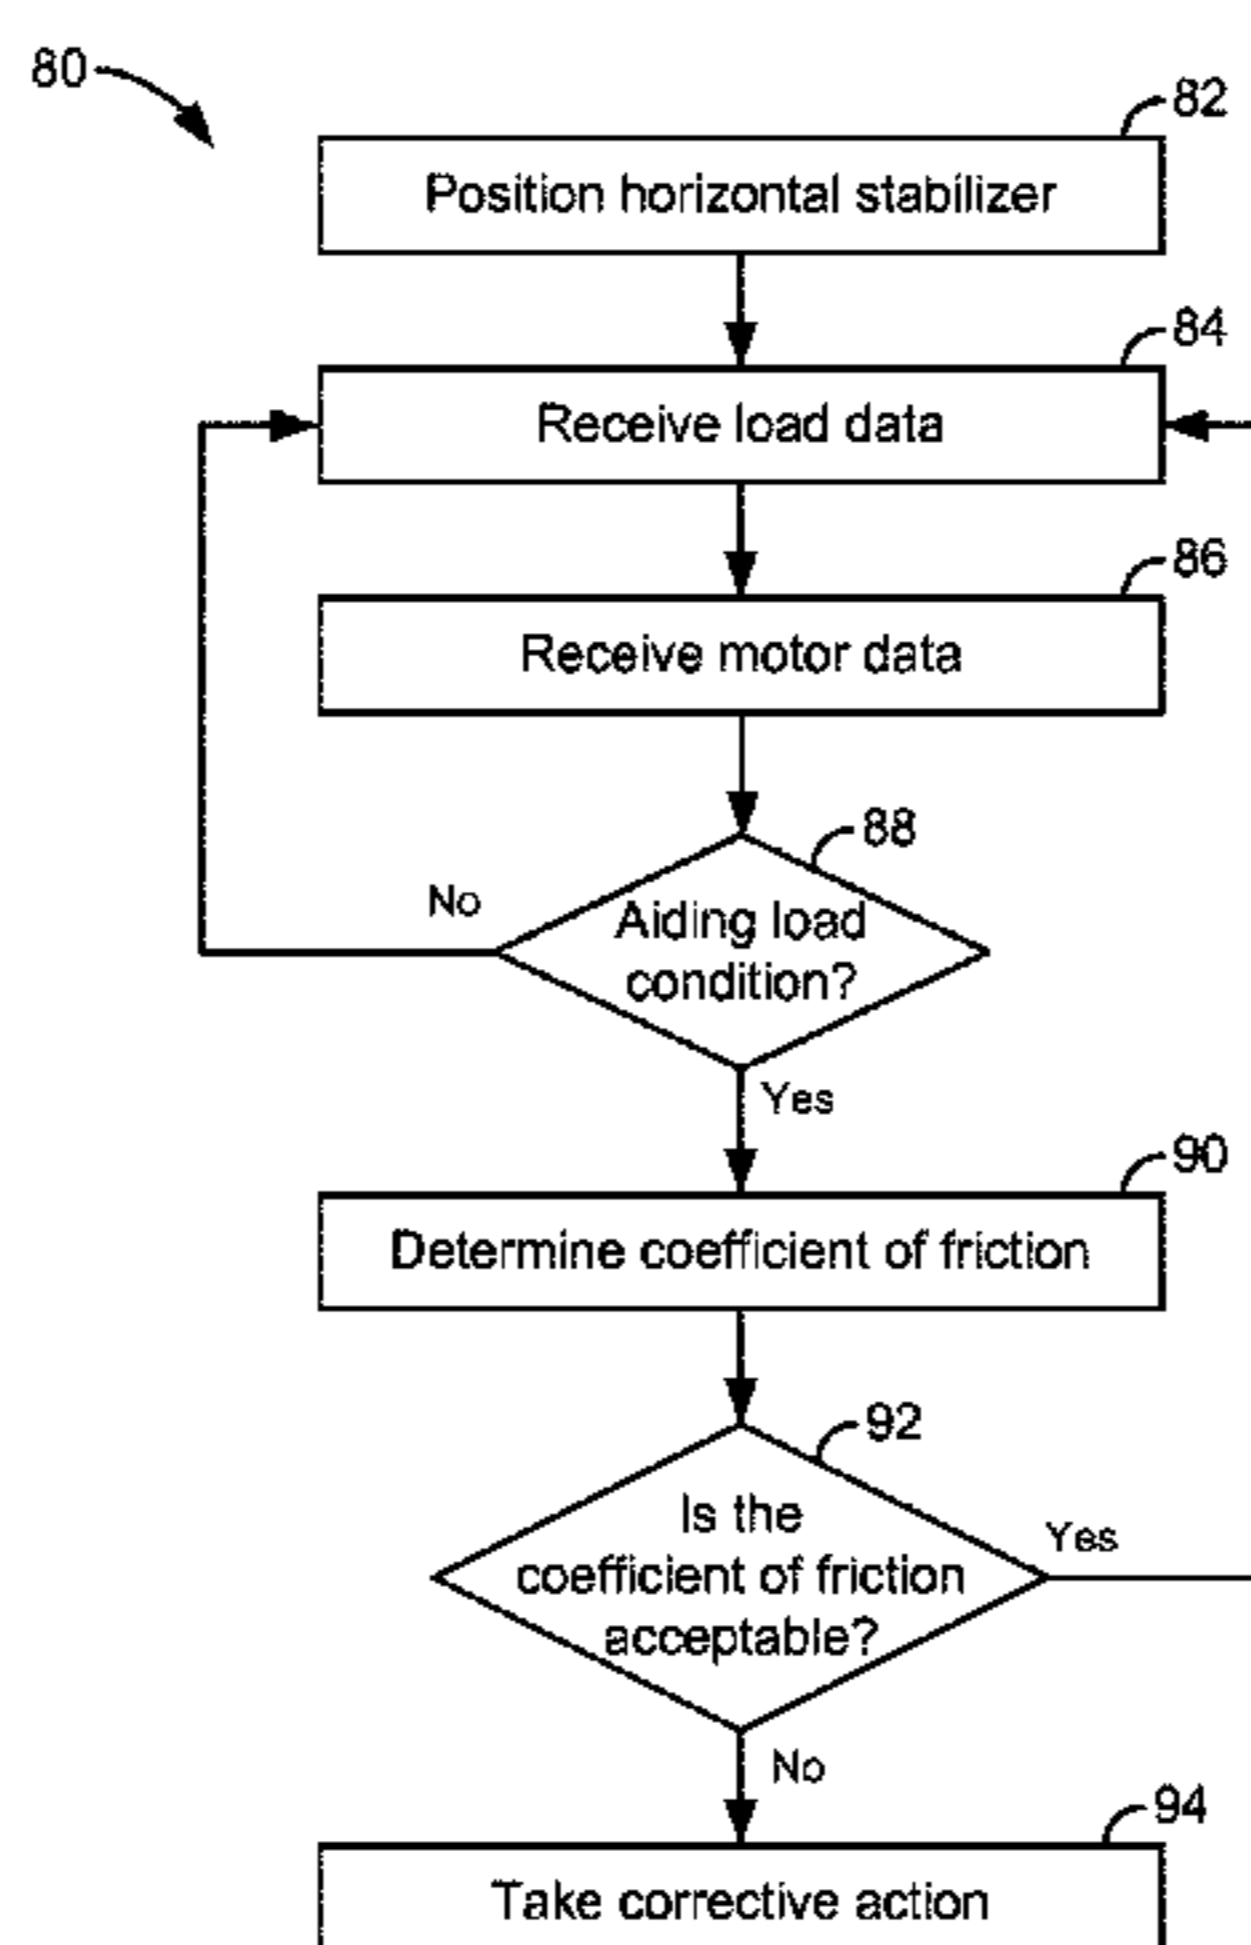 80
82
Position horizontal stabilizer
84
Receive load data
86
Receive motor data
88
No
Aiding load
condition?
Yes
90
Determine coefficient of friction
92
Is the
coefficient of friction
acceptable?
Yes
No
94
Take corrective action